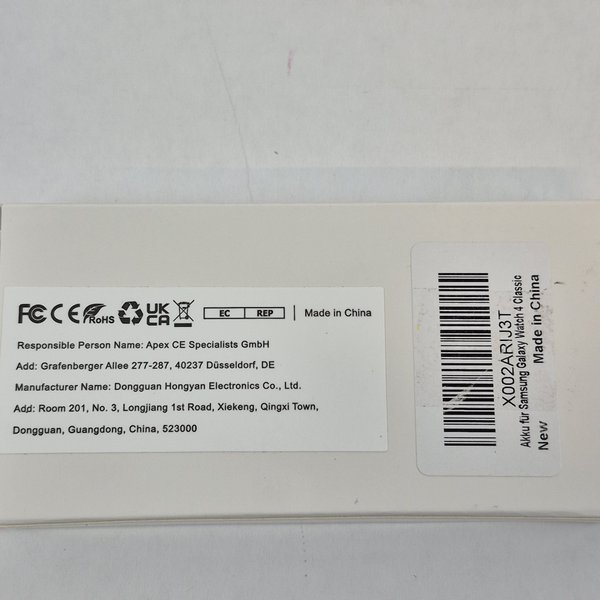 FC CE RoHS UK CA EC REP Made in China
Responsible Person Name: Apex CE Specialists GmbH
Add: Grafenberger Allee 277-287, 40237 Düsseldorf, DE
Manufacturer Name: Dongguan Hongyan Electronics Co., Ltd.
Add: Room 201, No. 3, Longjiang 1st Road, Xiekeng, Qingxi Town,
Dongguan, Guangdong, China, 523000
X002ARIJ3T
Akku für Samsung Galaxy Watch 4 Classic
New Made in China